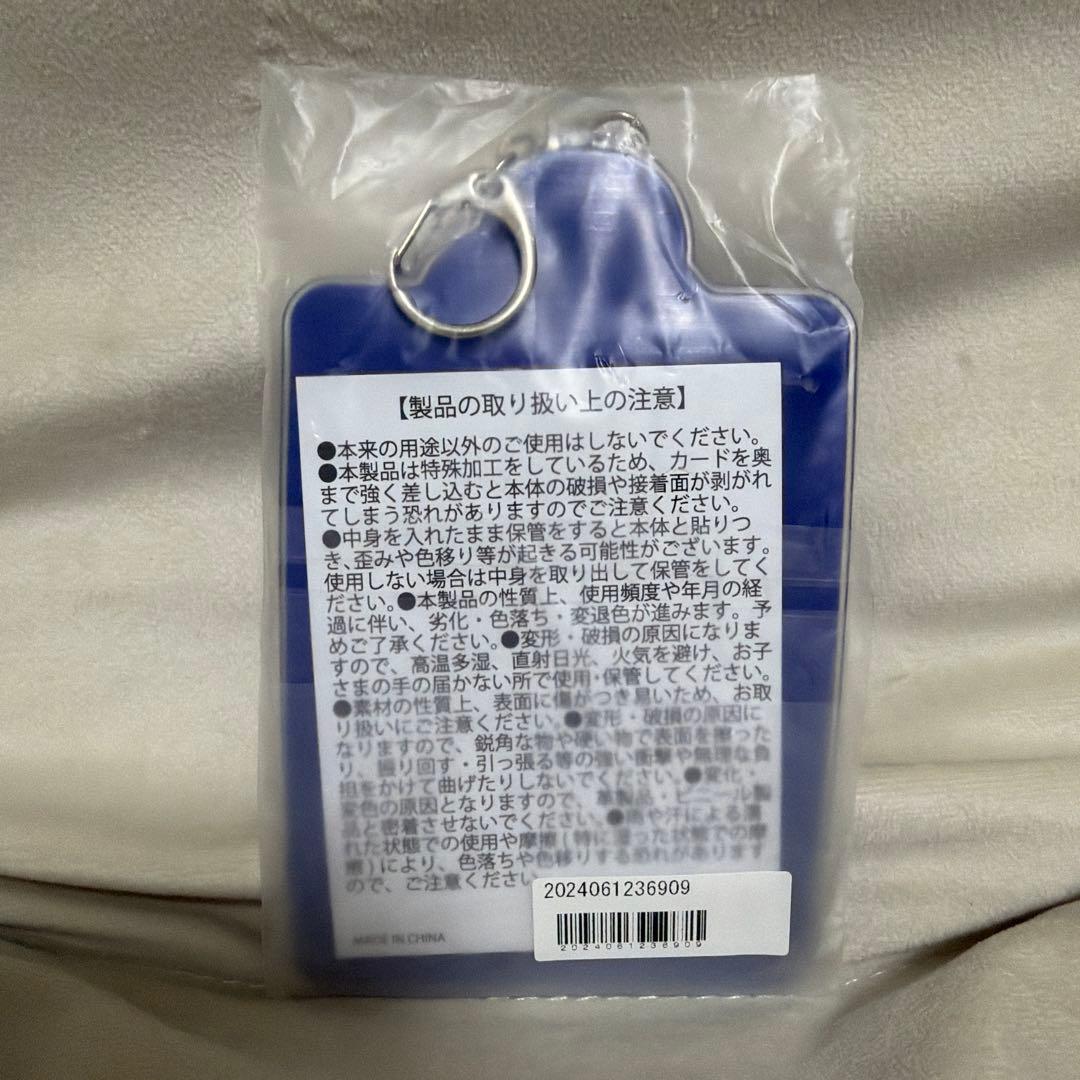 【製品の取り扱い上の注意】
●本来の用途以外のご使用はしないでください。
●本製品は特殊加工をしているため、カードを奥
まで強く差し込むと本体の破損や接着面が剥がれ
てしまう恐れがありますのでご注意ください。
●中身を入れたまま保管をすると本体と貼りつ
き、歪みや色移り等が起きる可能性がございます。
使用しない場合は中身を取り出して保管をしてく
ださい。●本製品の性質上、使用頻度や年月の経
過に伴い、劣化・色落ち・変退色が進みます。予
めご了承ください。●変形・破損の原因になりま
すので、高温多湿、直射日光、火気を避け、お子
さまの手の届かない所で使用・保管してください。
●素材の性質上、表面に傷がつき易いため、お取
り扱いにご注意ください。●変形・破損の原因に
なりますので、鋭角な物や硬い物で表面を擦った
り、振り回す・引っ張る等の強い衝撃や無理な負
担をかけて曲げたりしないでください。●変化・
変色の原因となりますので、革製品・ビニール製
品と密着させないでください。●雨や汗による濡
れた状態での使用や摩擦(特に湿った状態での摩
擦)により、色落ちや色移りする恐れがあります
ので、ご注意ください
MADE IN CHINA
2024061236909
2024061236909